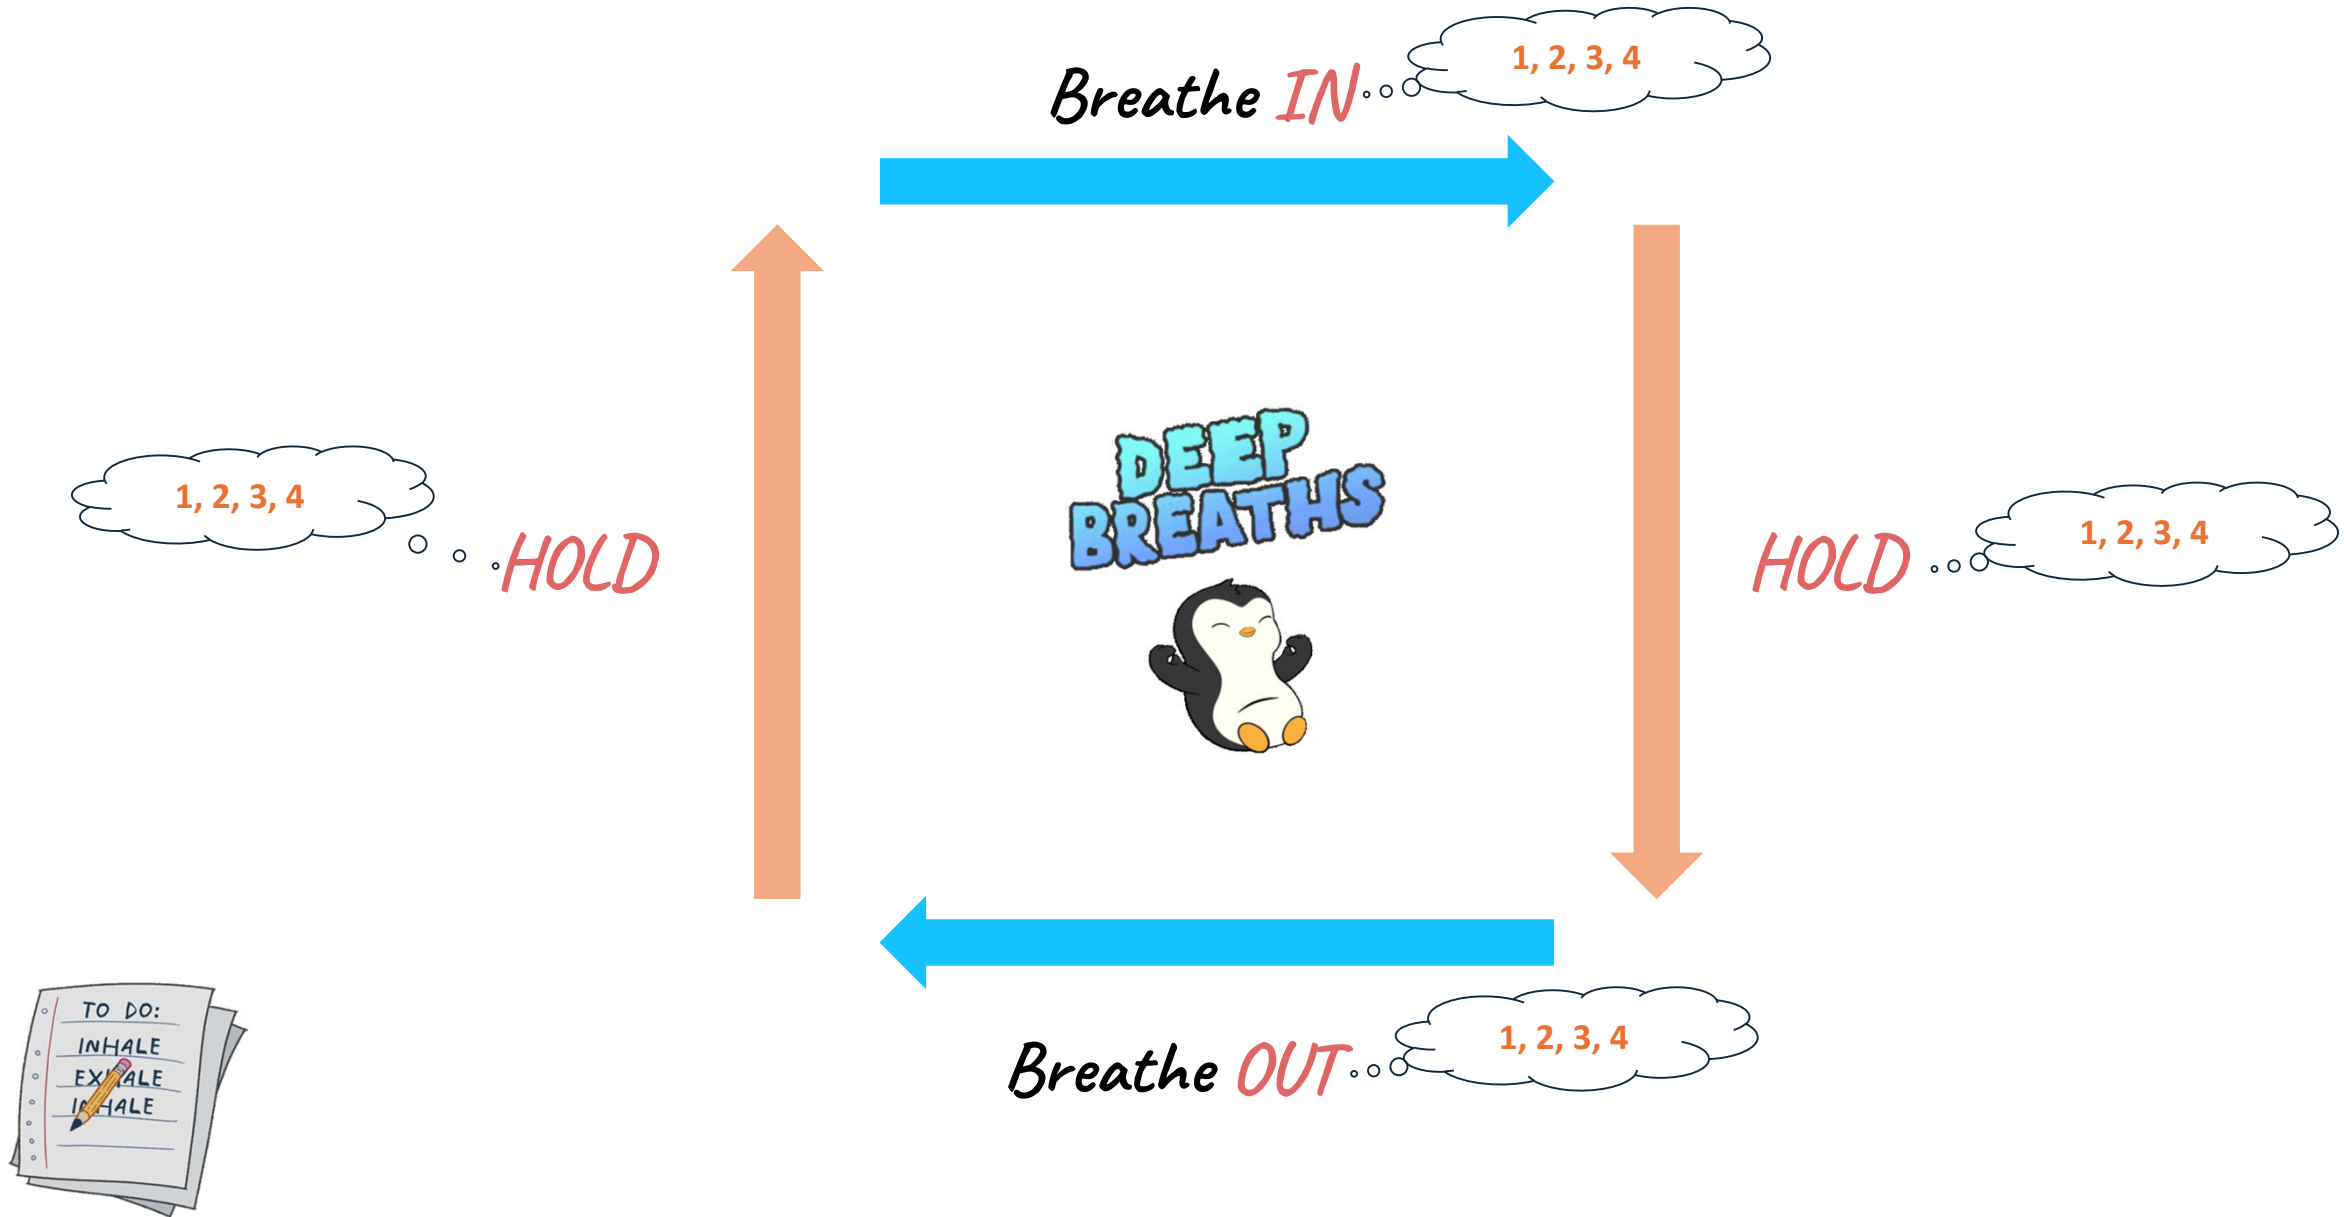 Breathe IN
1, 2, 3, 4
HOLD
1, 2, 3, 4
Breathe OUT
1, 2, 3, 4
HOLD
1, 2, 3, 4
DEEP
BREATHS
TO DO:
INHALE
EXHALE
INHALE